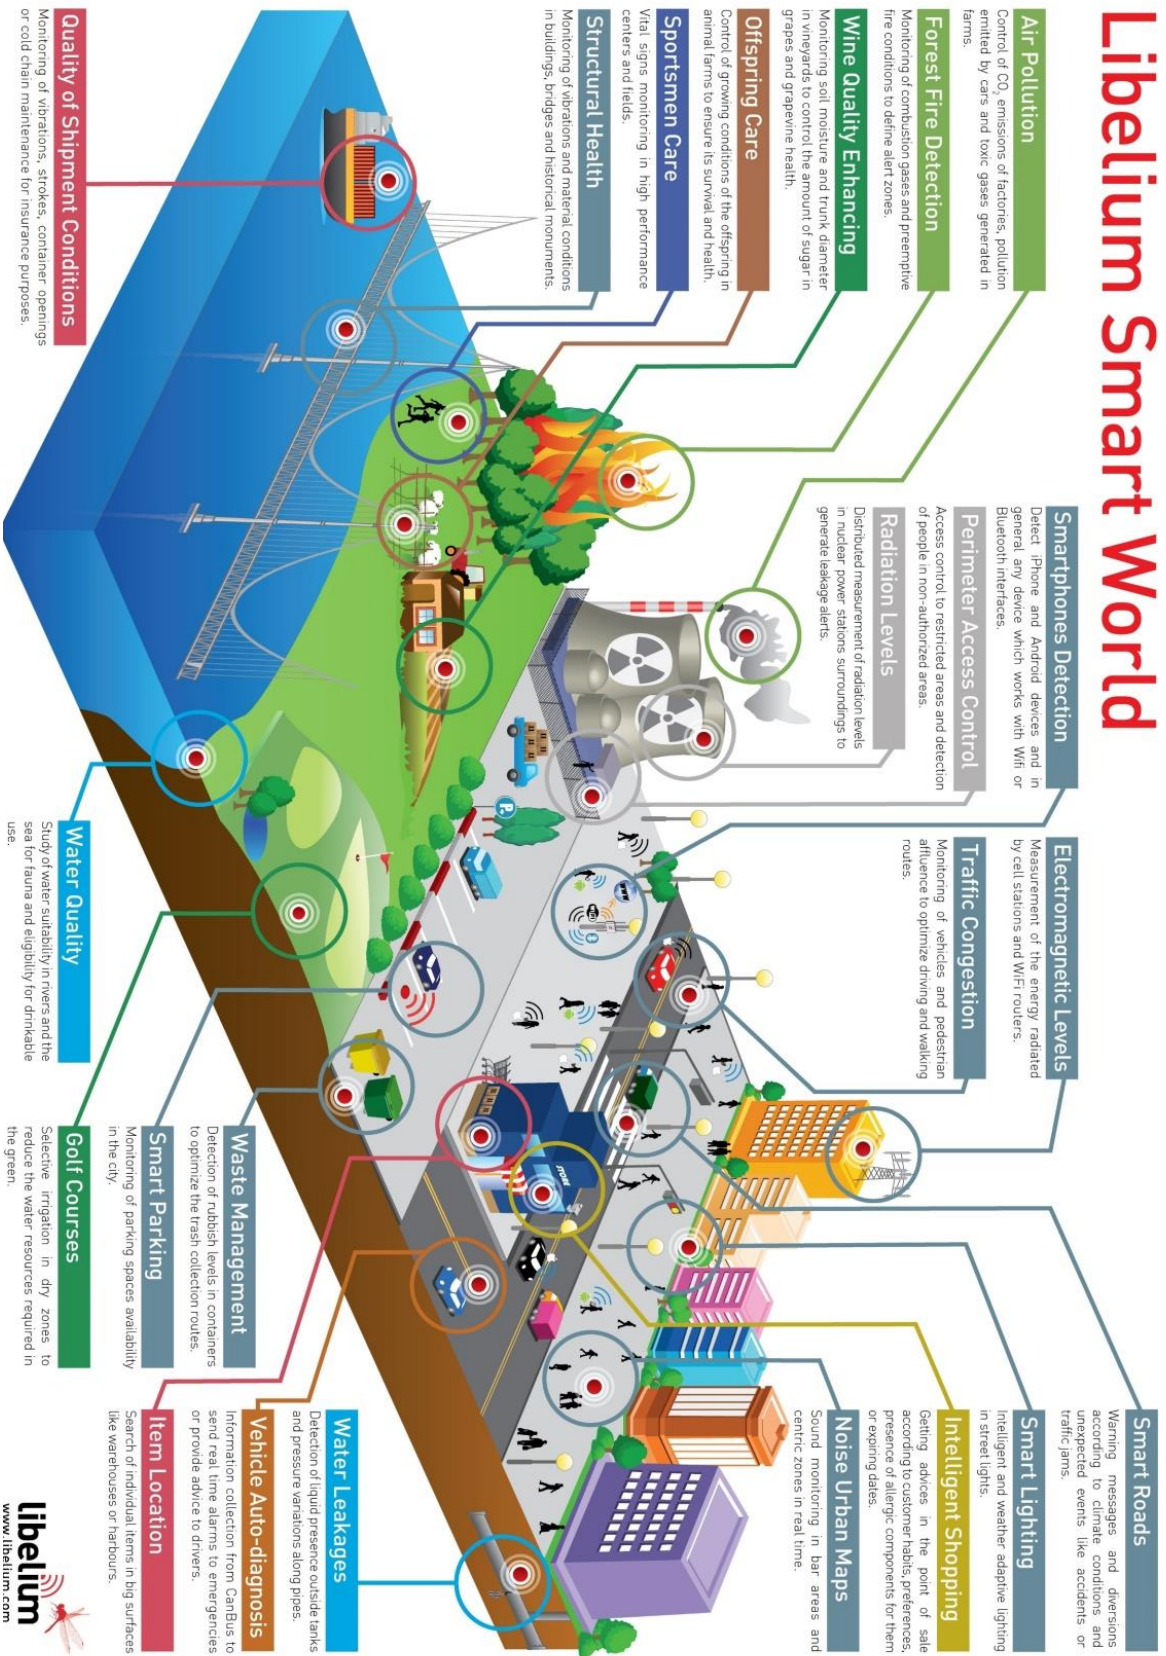 Libelium Smart World
Air Pollution
Control of CO₂ emissions of factories, pollution
emitted by cars and toxic gases generated in
farms.
Forest Fire Detection
Monitoring of combustion gases and preemptive
fire conditions to define alert zones.
Wine Quality Enhancing
Monitoring soil moisture and trunk diameter
in vineyards to control the amount of sugar in
grapes and grapevine health.
Offspring Care
Control of growing conditions of the offspring in
animal farms to ensure its survival and health.
Sportsmen Care
Vital signs monitoring in high performance
centers and fields.
Structural Health
Monitoring of vibrations and material conditions
in buildings, bridges and historical monuments.
Quality of Shipment Conditions
Monitoring of vibrations, strokes, container openings
or cold chain maintenance for insurance purposes.
Smartphones Detection
Detect iPhone and Android devices and in
general any device which works with Wifi or
Bluetooth interfaces.
Perimeter Access Control
Access control to restricted areas and detection
of people in non-authorized areas.
Radiation Levels
Distributed measurement of radiation levels
in nuclear power stations surroundings to
generate leakage alerts.
Electromagnetic Levels
Measurement of the energy radiated
by cell stations and WiFi routers.
Traffic Congestion
Monitoring of vehicles and pedestrian
affluence to optimize driving and walking
routes.
Smart Roads
Warning messages and diversions
according to climate conditions and
unexpected events like accidents or
traffic jams.
Smart Lighting
Intelligent and weather adaptive lighting
in street lights.
Intelligent Shopping
Getting advices in the point of sale
according to customer habits, preferences,
presence of allergic components for them
or expiring dates.
Noise Urban Maps
Sound monitoring in bar areas and
centric zones in real time.
Water Leakages
Detection of liquid presence outside tanks
and pressure variations along pipes.
Vehicle Auto-diagnosis
Information collection from CanBus to
send real time alarms to emergencies
or provide advice to drivers.
Item Location
Search of individual items in big surfaces
like warehouses or harbours.
Waste Management
Detection of rubbish levels in containers
to optimize the trash collection routes.
Smart Parking
Monitoring of parking spaces availability
in the city.
Golf Courses
Selective irrigation in dry zones to
reduce the water resources required in
the green.
Water Quality
Study of water suitability in rivers and the
sea for fauna and eligibility for drinkable
use.
P.
www
STORE
libelium
www.libelium.com